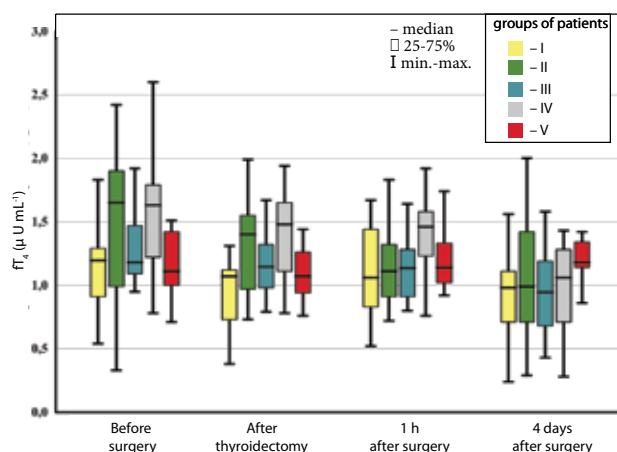 3,0
2,5
2,0
1,5
1,0
0,5
0,0
fT4 (µ U mL-1)
– median
25-75%
min.-max.
groups of patients
– I
– II
– III
– IV
– V
Before
surgery
After
thyroidectomy
1 h
after surgery
4 days
after surgery